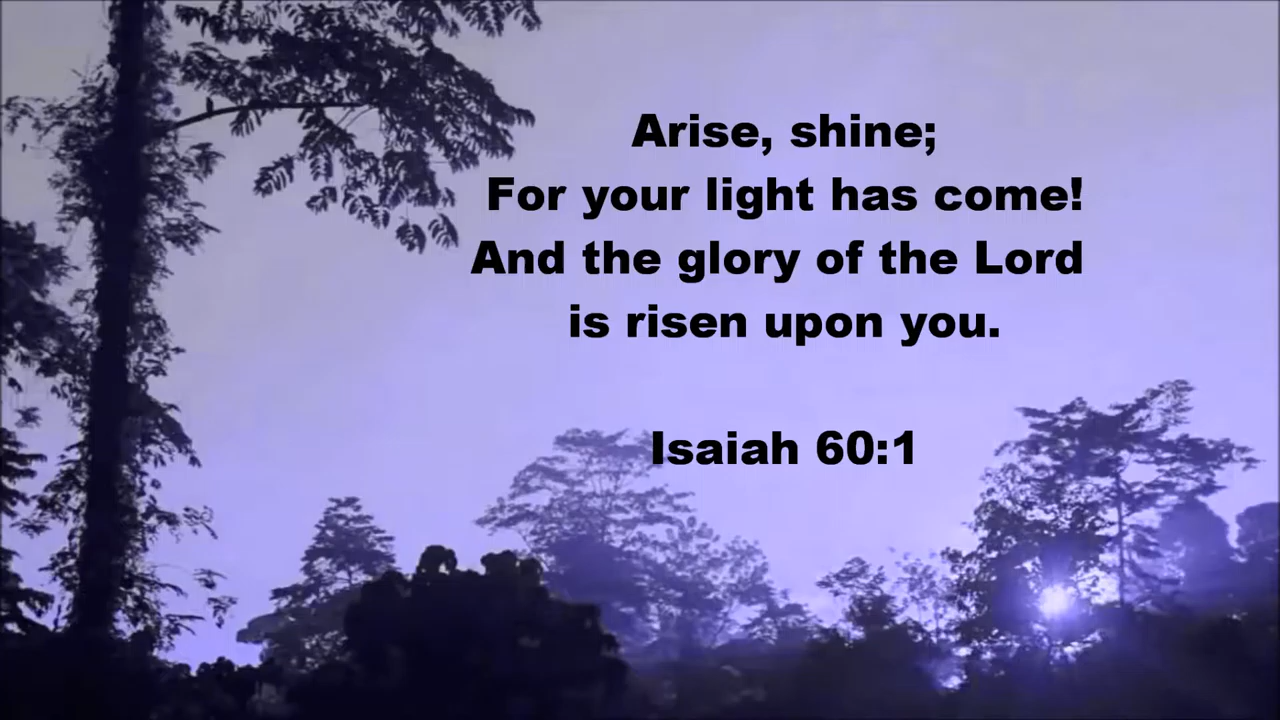 Arise, shine;
For your light has come!
And the glory of the Lord
is risen upon you.
Isaiah 60:1